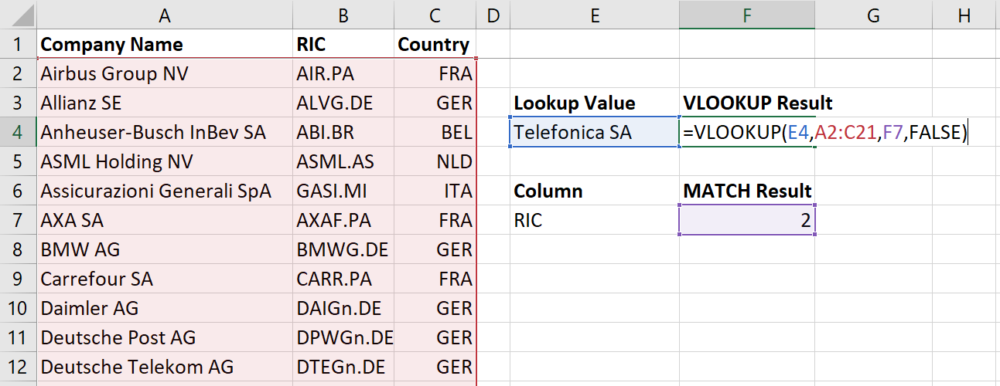 A B C D E F G H
1 Company Name RIC Country
2 Airbus Group NV AIR.PA FRA
3 Allianz SE ALVG.DE GER Lookup Value VLOOKUP Result
4 Anheuser-Busch InBev SA ABI.BR BEL Telefonica SA =VLOOKUP(E4,A2:C21,F7,FALSE)
5 ASML Holding NV ASML.AS NLD
6 Assicurazioni Generali SpA GASI.MI ITA Column MATCH Result
7 AXA SA AXAF.PA FRA RIC 2
8 BMW AG BMWG.DE GER
9 Carrefour SA CARR.PA FRA
10 Daimler AG DAIGn.DE GER
11 Deutsche Post AG DPWGn.DE GER
12 Deutsche Telekom AG DTEGn.DE GER